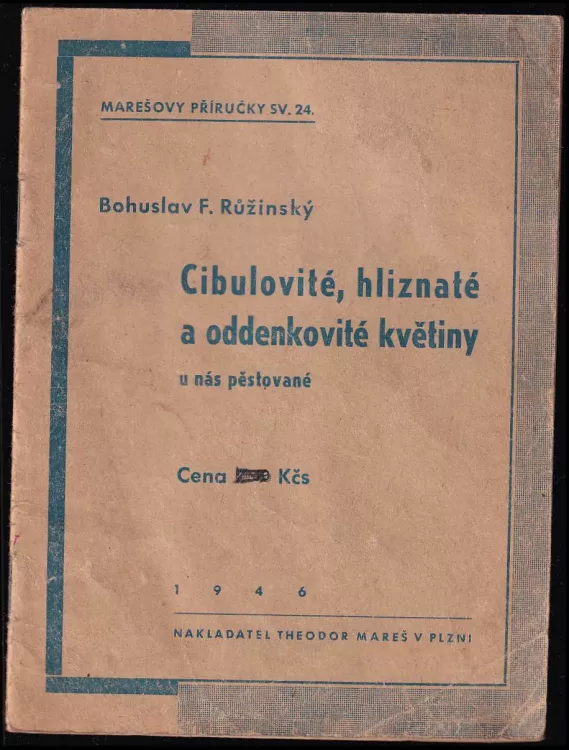 MAREŠOVY PŘÍRUČKY SV. 24.
Bohuslav F. Růžinský
Cibulovité, hliznaté
a oddenkovité květiny
u nás pěstované
Cena Kčs
1 9 4 6
NAKLADATEL THEODOR MAREŠ V PLZNI